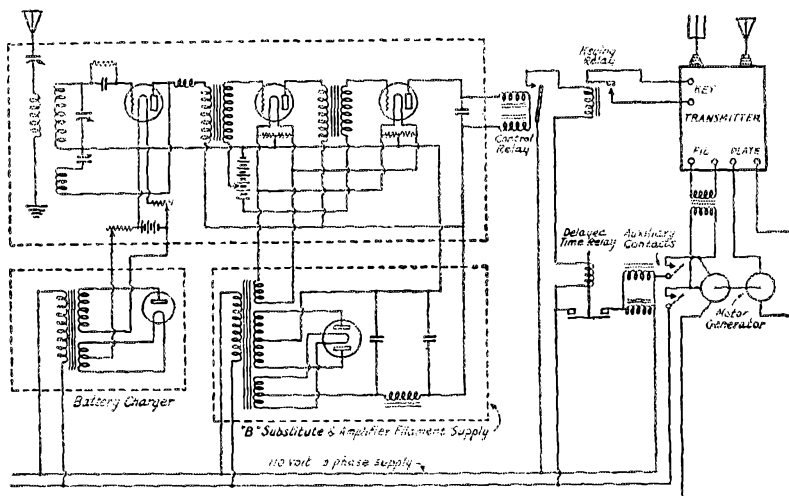 Keying
Relay
KEY
TRANSMITTER
FIL.
PLATE
Control
Relay
Delayed
Time Relay
Auxiliary
Contacts
Motor
Generator
Battery Charger
"B" Substitute & Amplifier Filament Supply
110 volt 3 phase supply